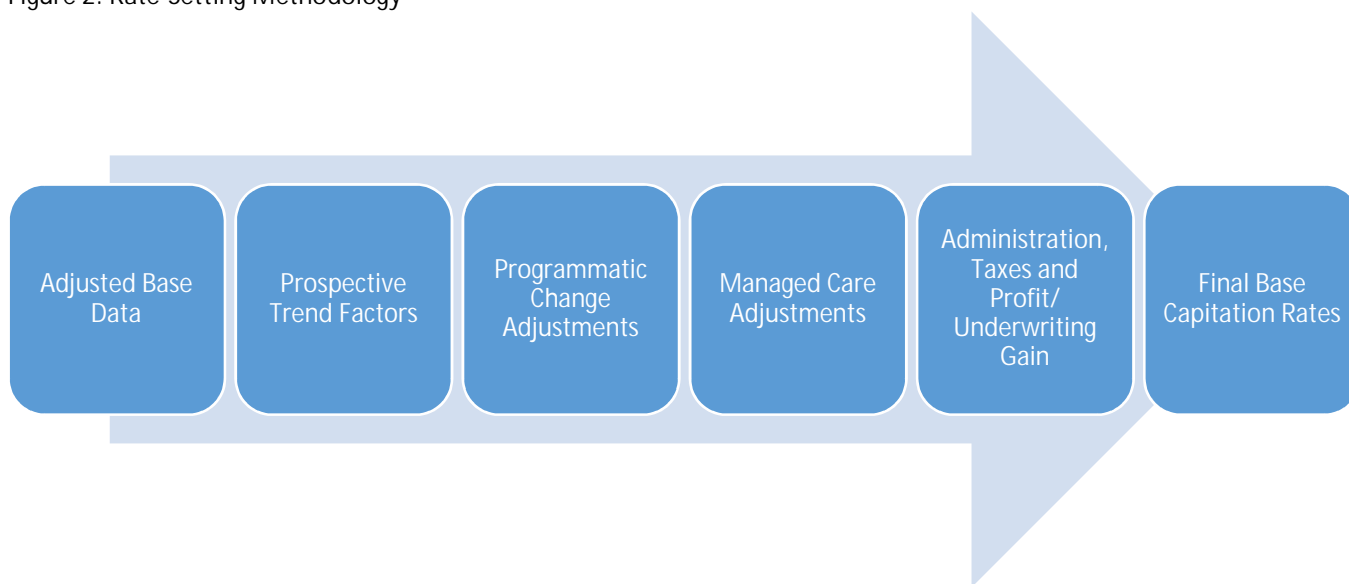 Figure 2: Rate-Setting Methodology
Adjusted Base
Data
Prospective
Trend Factors
Programmatic
Change
Adjustments
Managed Care
Adjustments
Administration,
Taxes and
Profit/
Underwriting
Gain
Final Base
Capitation Rates